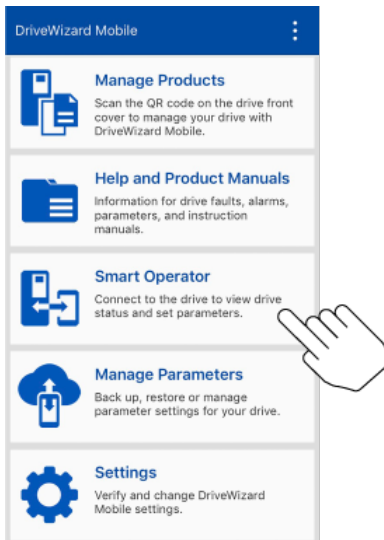 DriveWizard Mobile
Manage Products
Scan the QR code on the drive front
cover to manage your drive with
DriveWizard Mobile.
Help and Product Manuals
Information for drive faults, alarms,
parameters, and instruction
manuals.
Smart Operator
Connect to the drive to view drive
status and set parameters.
Manage Parameters
Back up, restore or manage
parameter settings for your drive.
Settings
Verify and change DriveWizard
Mobile settings.